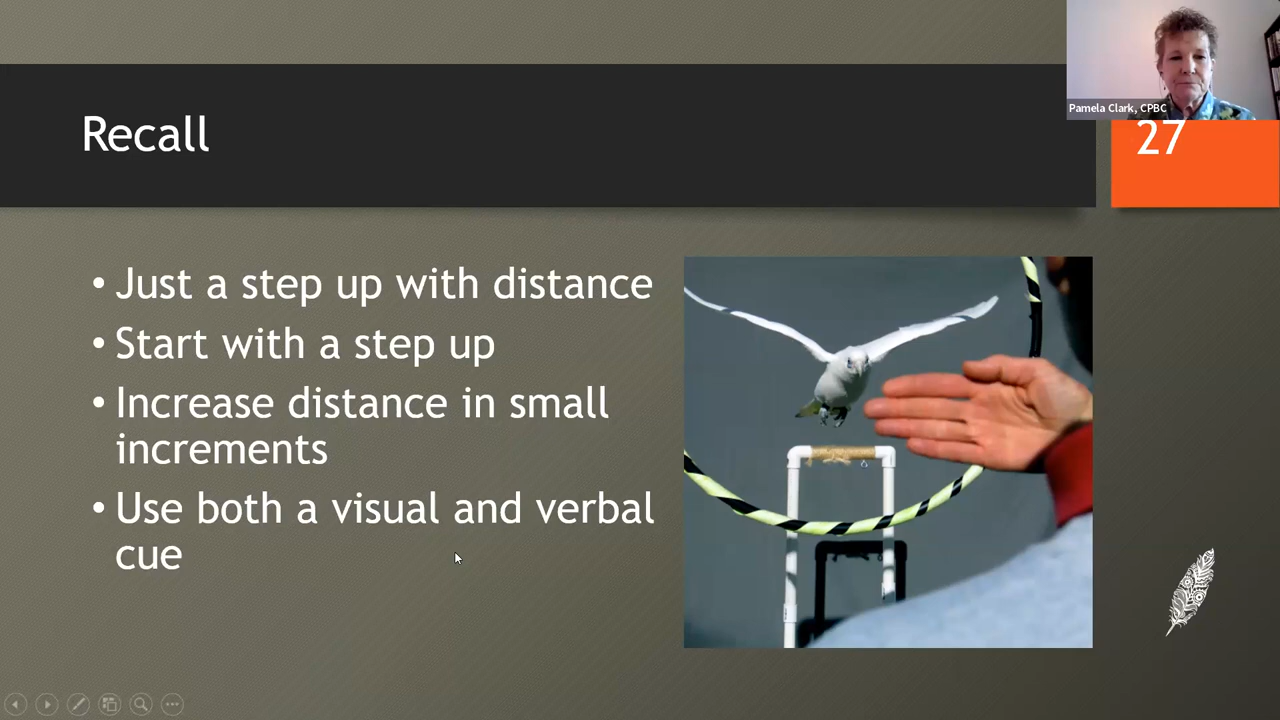 Pamela Clark, CPBC
Recall
27
• Just a step up with distance
• Start with a step up
• Increase distance in small
increments
• Use both a visual and verbal
cue